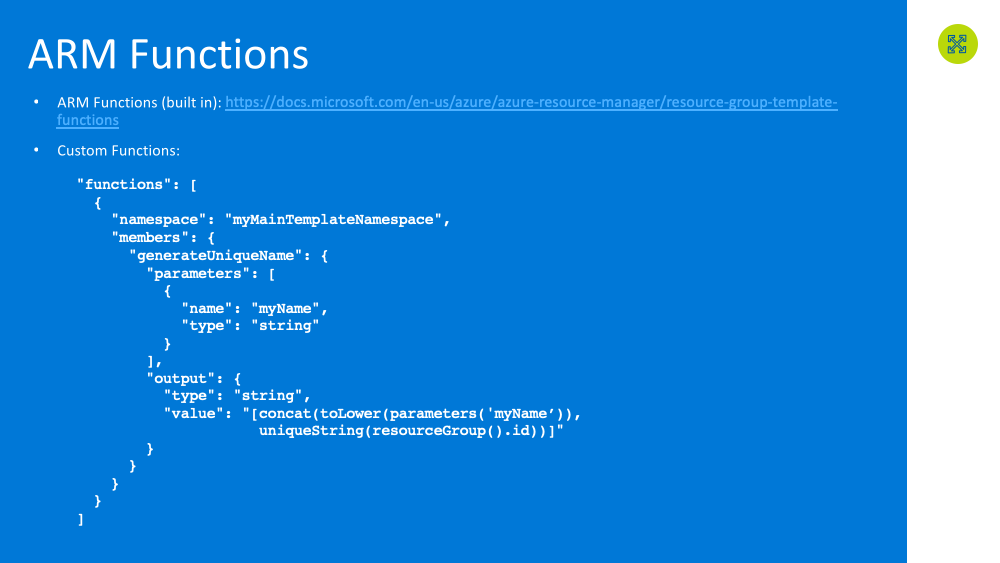 ARM Functions
• ARM Functions (built in): https://docs.microsoft.com/en-us/azure/azure-resource-manager/resource-group-template-
functions
• Custom Functions:
"functions": [
  {
    "namespace": "myMainTemplateNamespace",
    "members": {
      "generateUniqueName": {
        "parameters": [
          {
            "name": "myName",
            "type": "string"
          }
        ],
        "output": {
          "type": "string",
          "value": "[concat(toLower(parameters('myName’)),
                     uniqueString(resourceGroup().id))]"
        }
      }
    }
  }
]